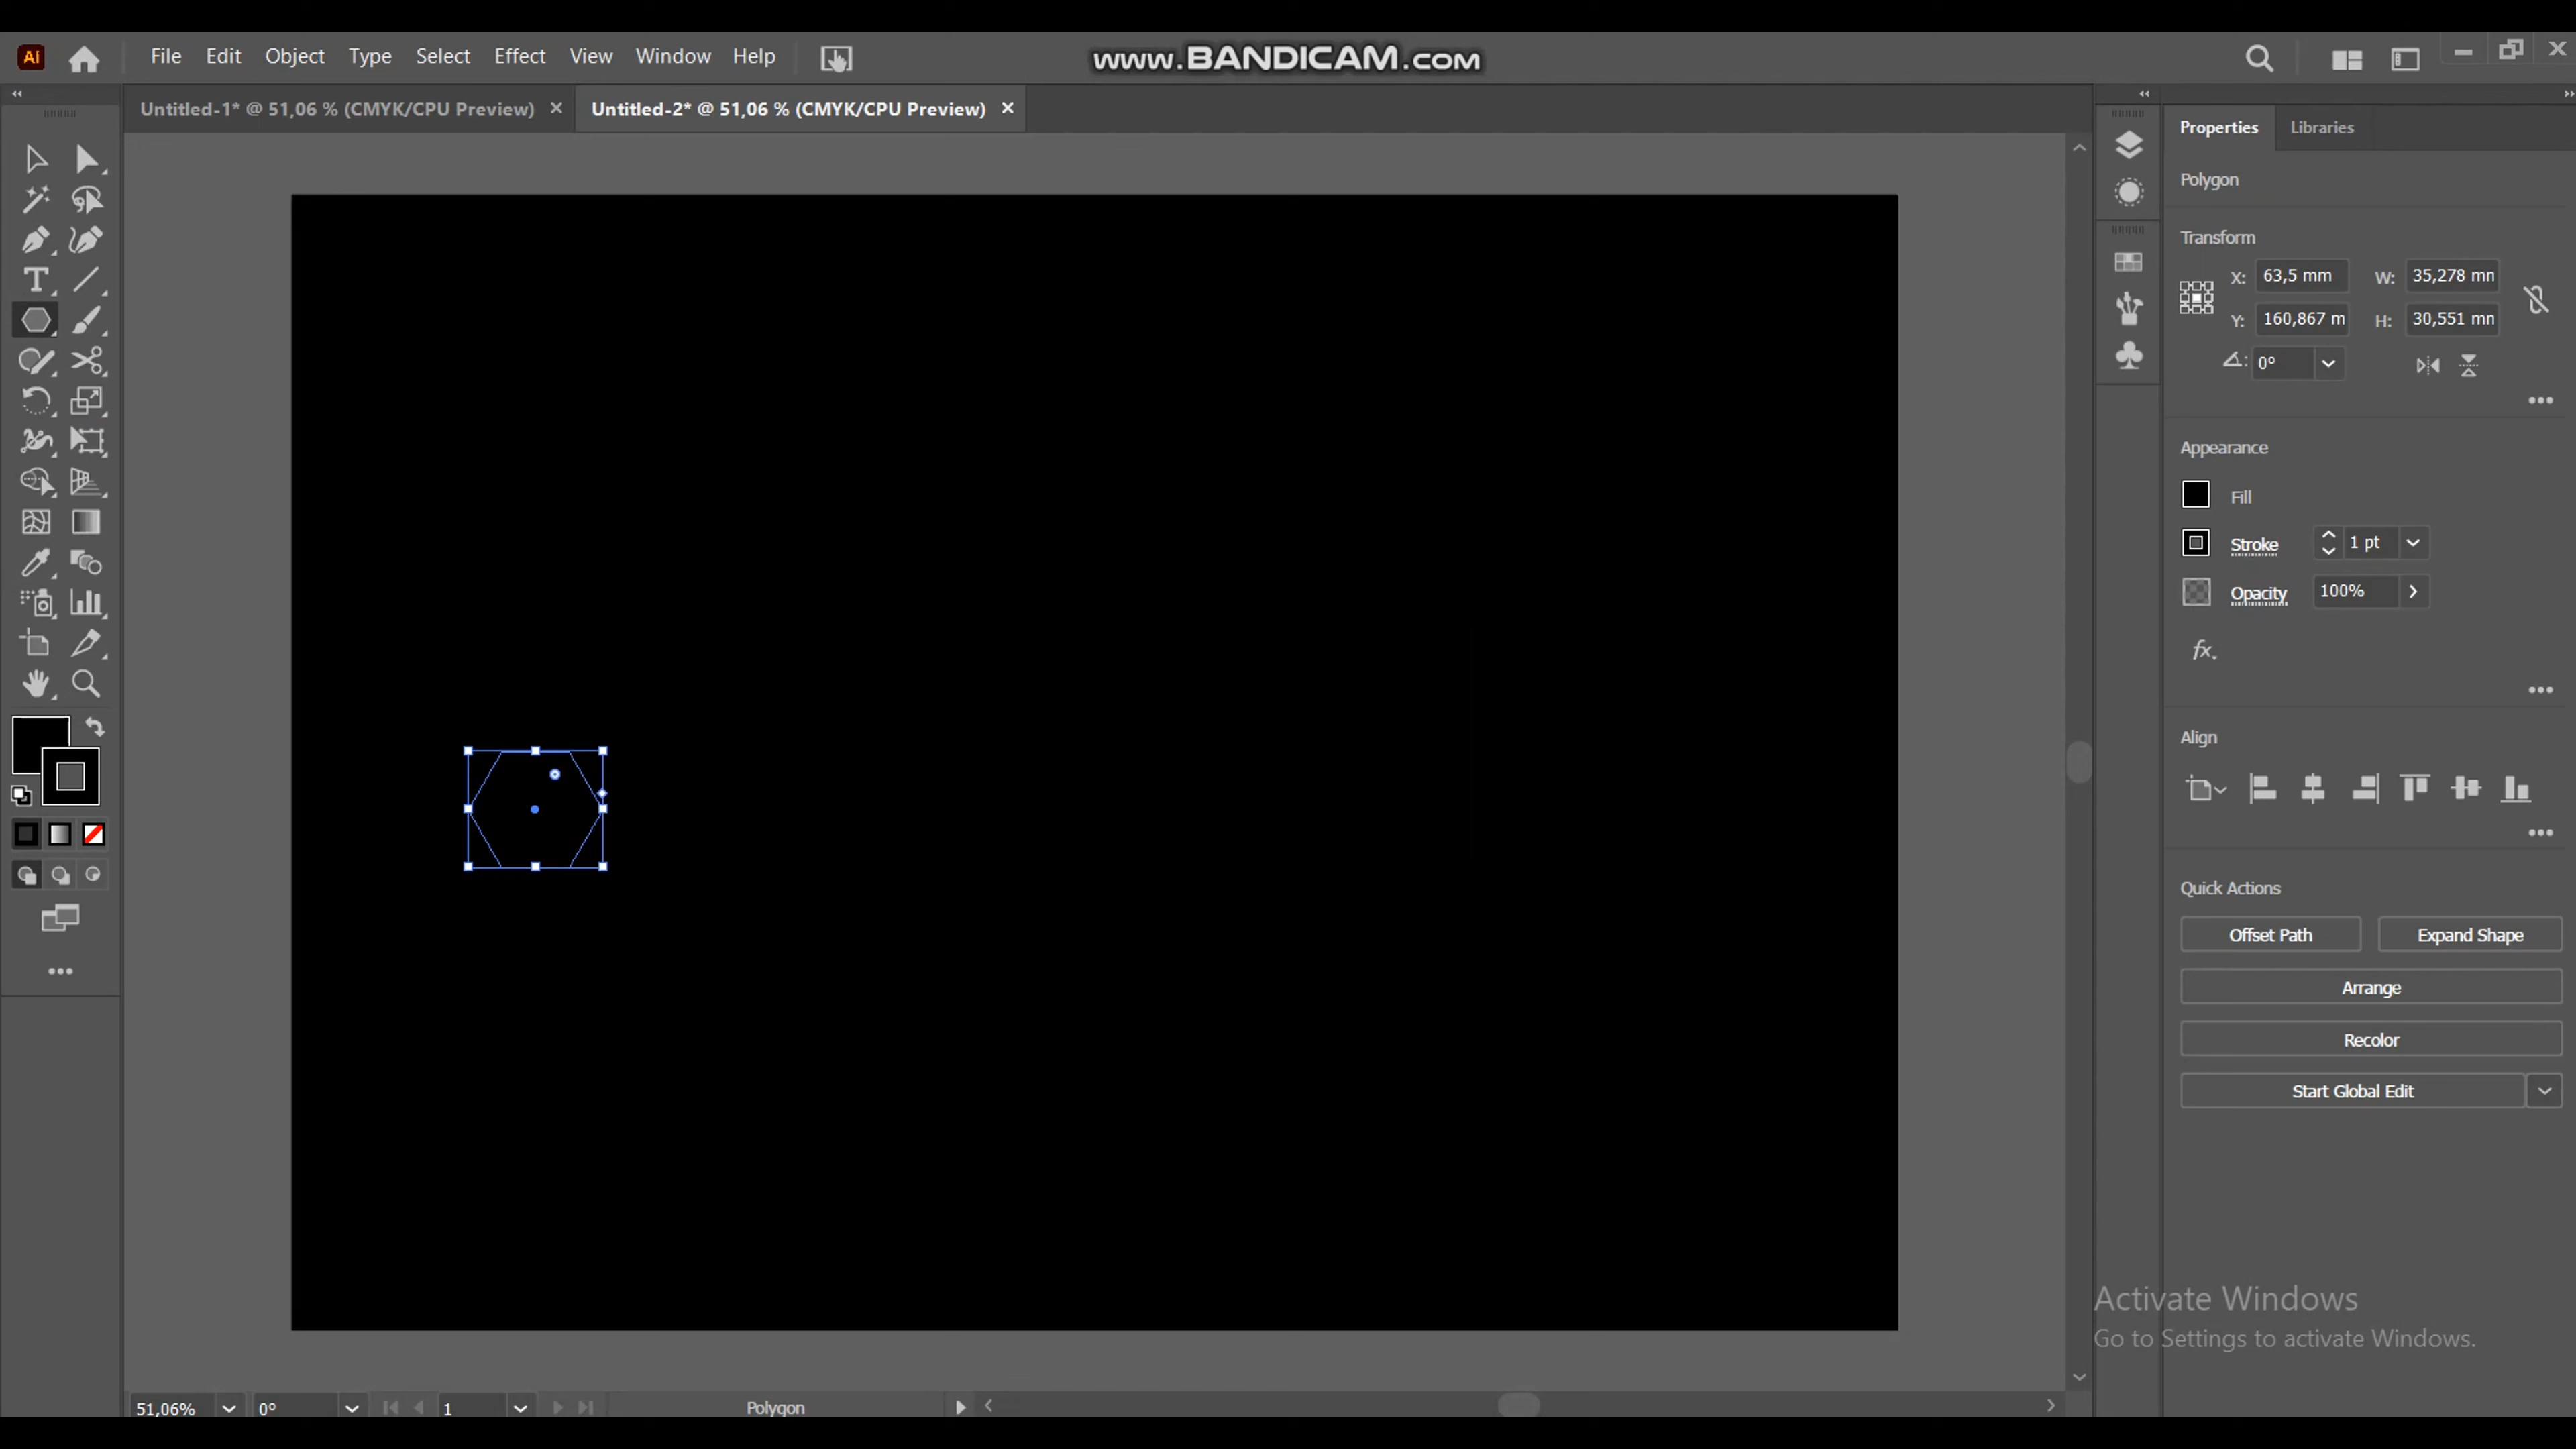 www.BANDICAM.com
Ai File Edit Object Type Select Effect View Window Help
Untitled-1* @ 51,06 % (CMYK/CPU Preview) Untitled-2* @ 51,06 % (CMYK/CPU Preview)
Properties Libraries
Polygon
Transform
X: 63,5 mm W: 35,278 mn
Y: 160,867 m H: 30,551 mn
0°
Appearance
Fill
Stroke 1 pt
Opacity 100%
fx
Align
Quick Actions
Offset Path Expand Shape
Arrange
Recolor
Start Global Edit
Activate Windows
Go to Settings to activate Windows.
51,06% 0° 1 Polygon